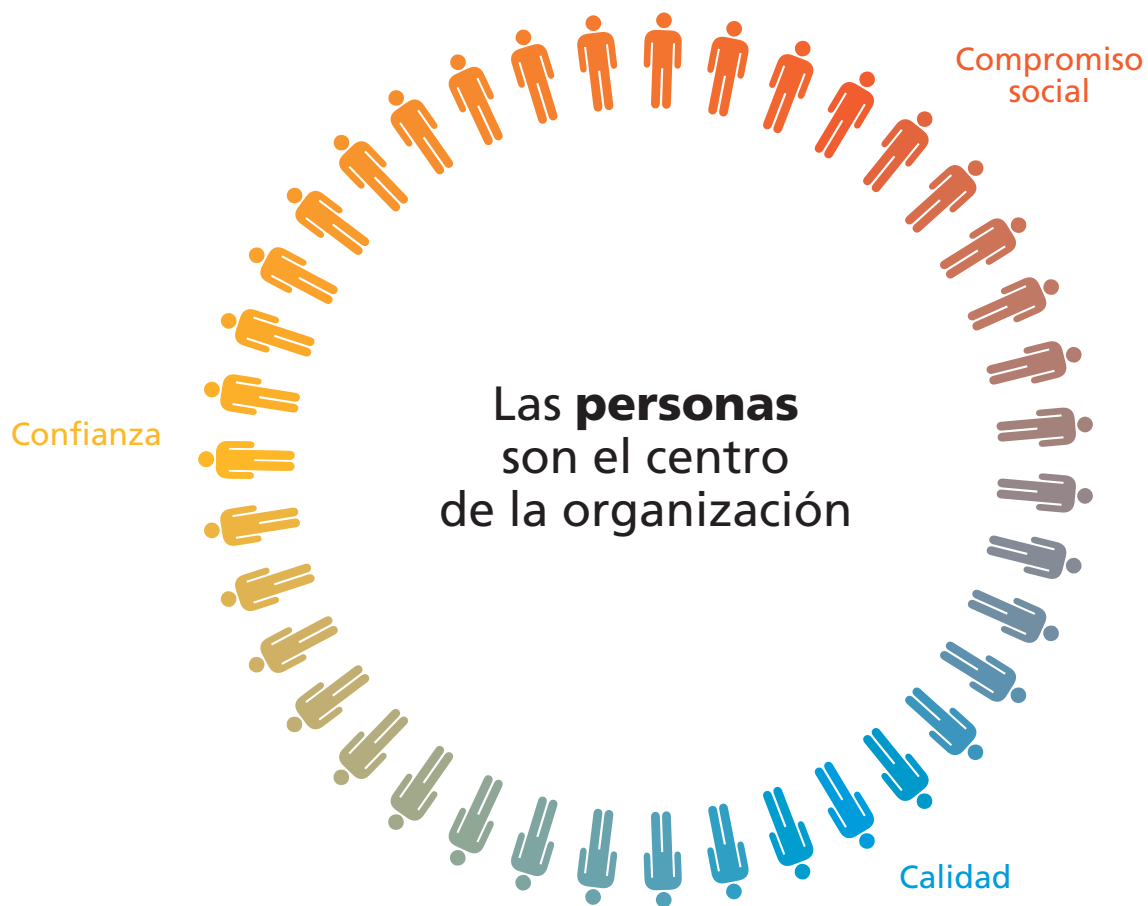 Compromiso
social
Las personas
son el centro
de la organización
Confianza
Calidad